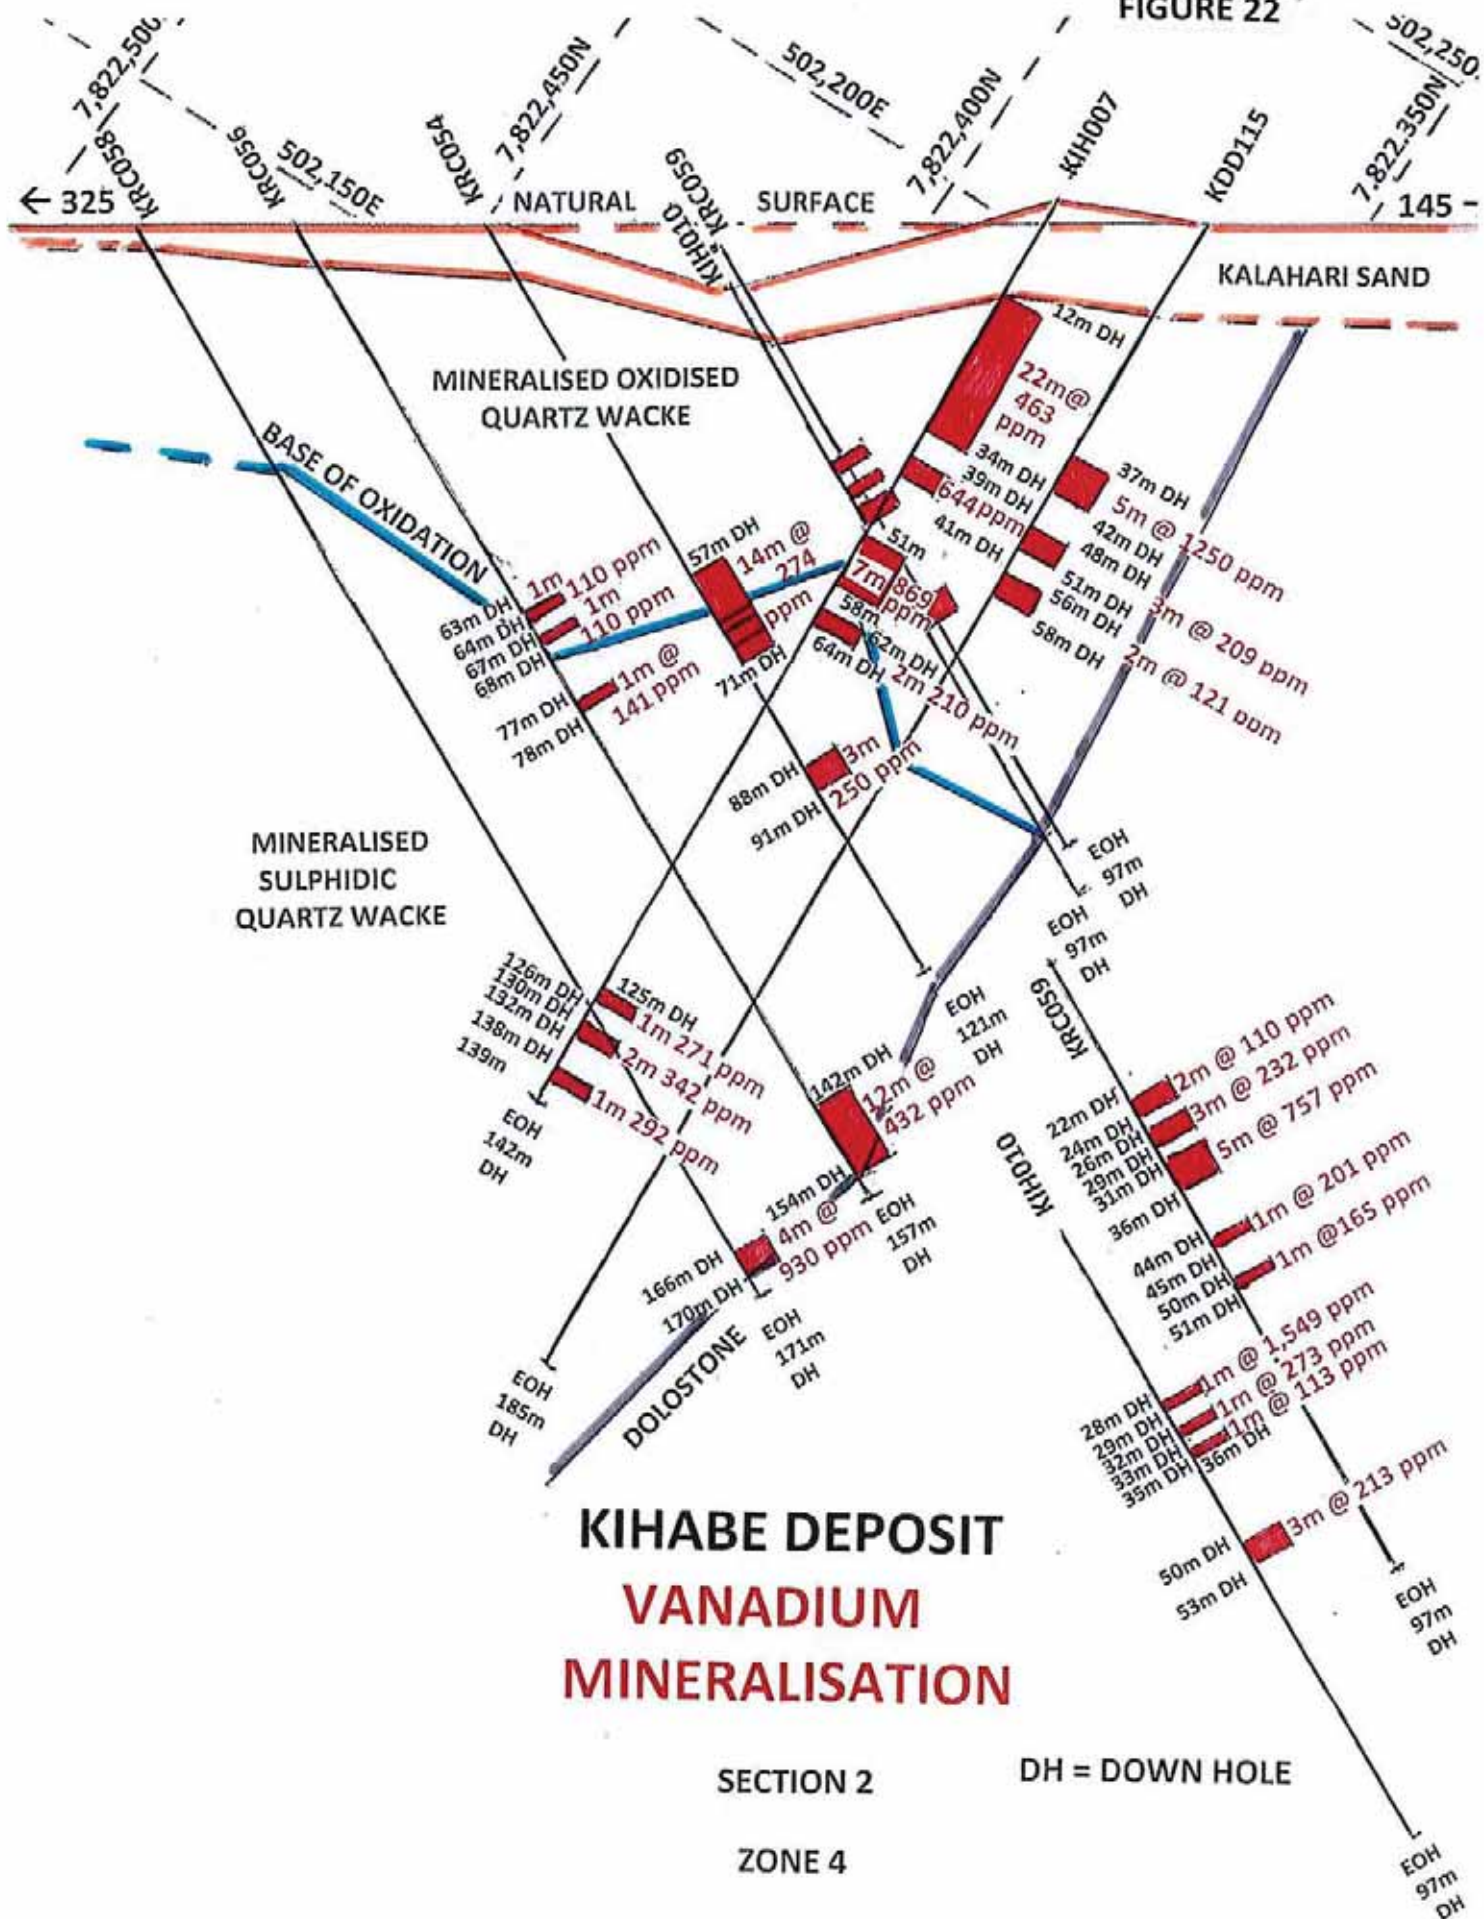 FIGURE 22
7,822,500
502,150E
7,822,450N
502,200E
7,822,400N
502,250
7,822,350N
KRC058
KRC056
KRC054
KRC059
KIH010
KIH007
KDD115
← 325
NATURAL SURFACE
145
KALAHARI SAND
MINERALISED OXIDISED
QUARTZ WACKE
BASE OF OXIDATION
12m DH
22m@
463
ppm
34m DH
39m DH
644ppm
41m DH
51m
7m 869
ppm
58m
62m DH
64m DH
2m 210 ppm
37m DH
5m @ 1250 ppm
42m DH
48m DH
51m DH
3m @ 209 ppm
56m DH
58m DH
2m @ 121 ppm
57m DH
14m @
274
ppm
71m DH
88m DH
3m
250 ppm
91m DH
1m
110 ppm
1m
110 ppm
63m DH
64m DH
67m DH
68m DH
1m @
141 ppm
77m DH
78m DH
MINERALISED
SULPHIDIC
QUARTZ WACKE
126m DH
130m DH
132m DH
138m DH
139m
125m DH
1m 271 ppm
2m 342 ppm
1m 292 ppm
EOH
142m
DH
142m DH
12m @
432 ppm
154m DH
EOH
157m
DH
EOH
121m
DH
EOH
97m
DH
EOH
97m
DH
166m DH
4m @
930 ppm
170m DH
EOH
171m
DH
EOH
185m
DH
DOLOSTONE
KRC059
22m DH
24m DH
26m DH
29m DH
31m DH
36m DH
44m DH
45m DH
50m DH
51m DH
2m @ 110 ppm
3m @ 232 ppm
5m @ 757 ppm
1m @ 201 ppm
1m @165 ppm
EOH
97m
DH
KIH010
28m DH
29m DH
32m DH
33m DH
35m DH
36m DH
1m @ 1,549 ppm
1m @ 273 ppm
1m @ 113 ppm
50m DH
53m DH
3m @ 213 ppm
EOH
97m
DH
KIHABE DEPOSIT
VANADIUM
MINERALISATION
SECTION 2
DH = DOWN HOLE
ZONE 4